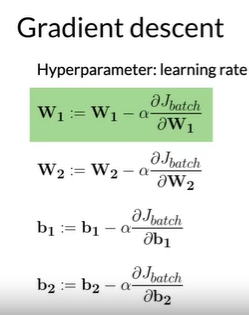 Gradient descent
Hyperparameter: learning rate
W₁ := W₁ − α ∂J_batch/∂W₁
W₂ := W₂ − α ∂J_batch/∂W₂
b₁ := b₁ − α ∂J_batch/∂b₁
b₂ := b₂ − α ∂J_batch/∂b₂